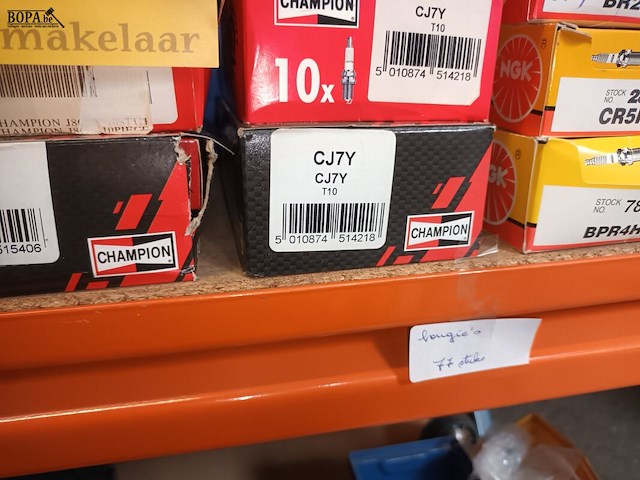 BOPA.be
makelaar
CHAMPION
CJ7Y
T10
5 010874 514218
10x
NGK
STOCK
NO.
CR5
STOCK
NO. 78
BPR4H
CJ7Y
CJ7Y
T10
5 010874 514218
CHAMPION
515406
CHAMPION
NGK
bougie's
77 stuks